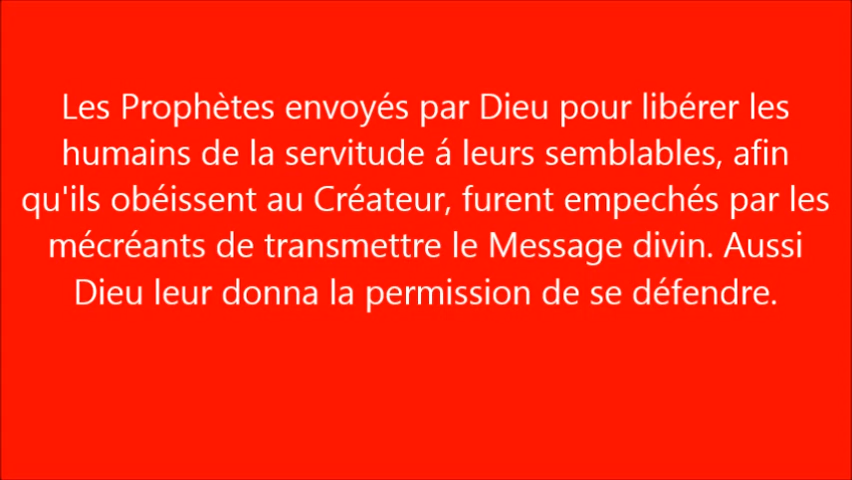 Les Prophètes envoyés par Dieu pour libérer les
humains de la servitude á leurs semblables, afin
qu'ils obéissent au Créateur, furent empechés par les
mécréants de transmettre le Message divin. Aussi
Dieu leur donna la permission de se défendre.